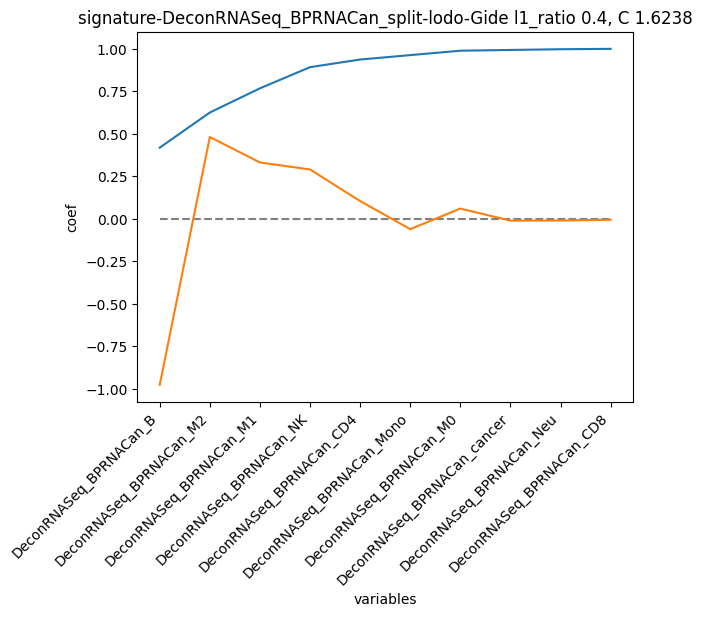 signature-DeconRNASeq_BPRNACan_split-lodo-Gide l1_ratio 0.4, C 1.6238
1.00
0.75
0.50
0.25
0.00
−0.25
−0.50
−0.75
−1.00
coef
DeconRNASeq_BPRNACan_B
DeconRNASeq_BPRNACan_M2
DeconRNASeq_BPRNACan_M1
DeconRNASeq_BPRNACan_NK
DeconRNASeq_BPRNACan_CD4
DeconRNASeq_BPRNACan_Mono
DeconRNASeq_BPRNACan_M0
DeconRNASeq_BPRNACan_cancer
DeconRNASeq_BPRNACan_Neu
DeconRNASeq_BPRNACan_CD8
variables